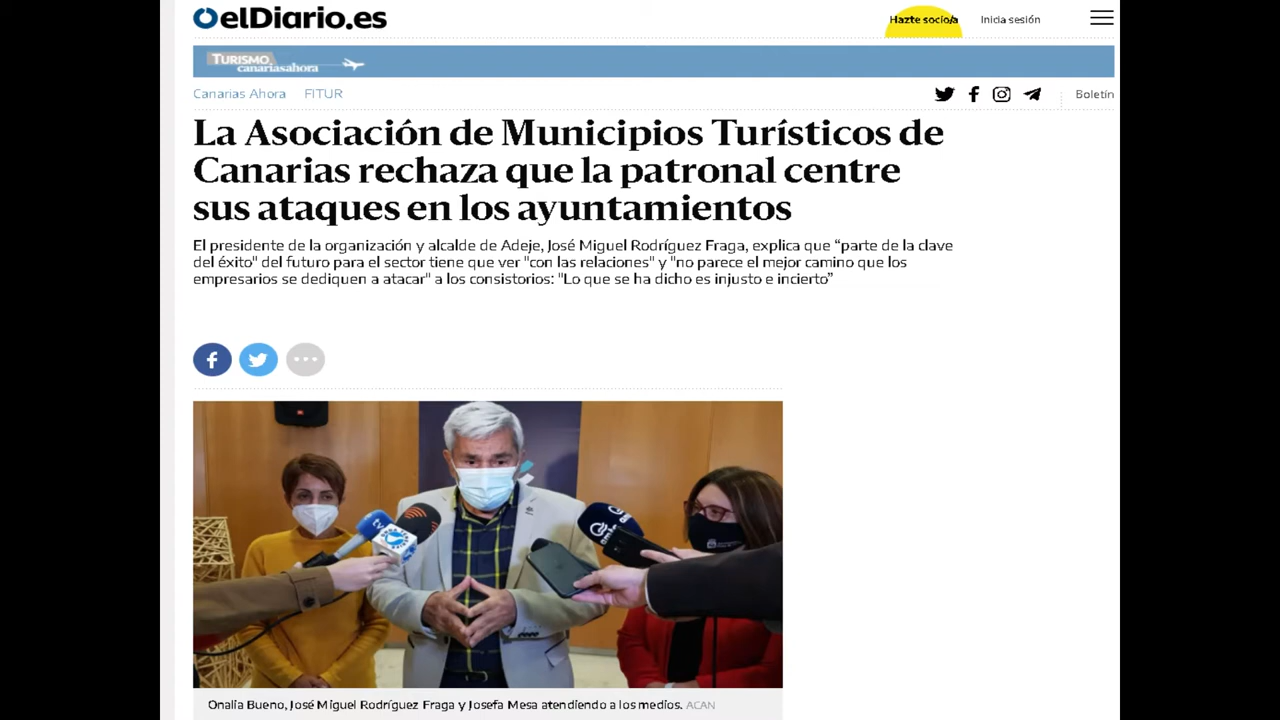 elDiario.es
Hazte socio/a
Inicia sesión
TURISMO
canariasahora
Canarias Ahora
FITUR
Boletín
La Asociación de Municipios Turísticos de
Canarias rechaza que la patronal centre
sus ataques en los ayuntamientos
El presidente de la organización y alcalde de Adeje, José Miguel Rodríguez Fraga, explica que “parte de la clave
del éxito" del futuro para el sector tiene que ver "con las relaciones" y "no parece el mejor camino que los
empresarios se dediquen a atacar" a los consistorios: "Lo que se ha dicho es injusto e incierto”
tv
Onalia Bueno, José Miguel Rodríguez Fraga y Josefa Mesa atendiendo a los medios. ACAN